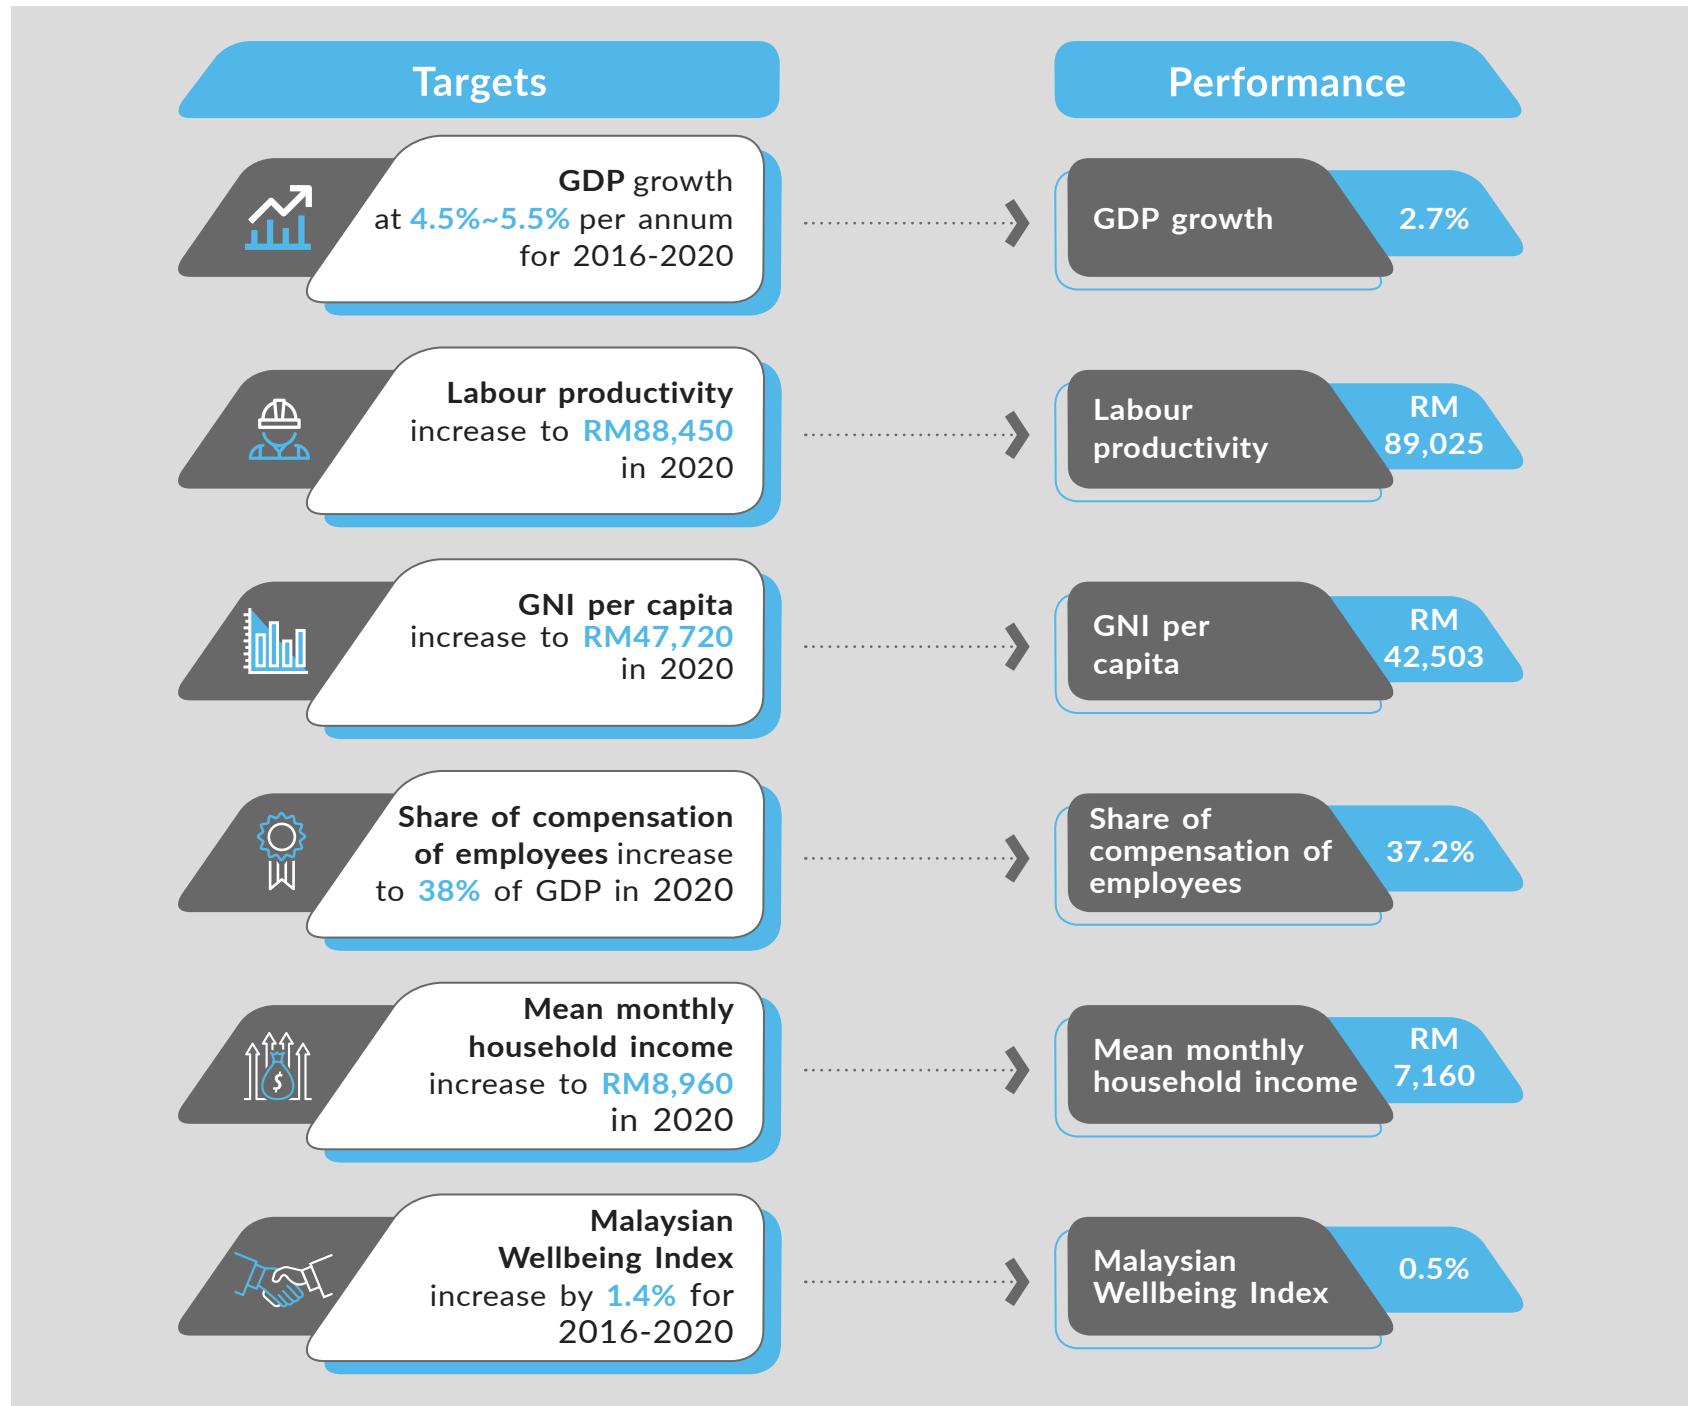 Targets
Performance
GDP growth
at 4.5%~5.5% per annum
for 2016-2020
GDP growth
2.7%
Labour productivity
increase to RM88,450
in 2020
Labour
productivity
RM
89,025
GNI per capita
increase to RM47,720
in 2020
GNI per
capita
RM
42,503
Share of compensation
of employees increase
to 38% of GDP in 2020
Share of
compensation of
employees
37.2%
Mean monthly
household income
increase to RM8,960
in 2020
$
Mean monthly
household income
RM
7,160
Malaysian
Wellbeing Index
increase by 1.4% for
2016-2020
Malaysian
Wellbeing Index
0.5%